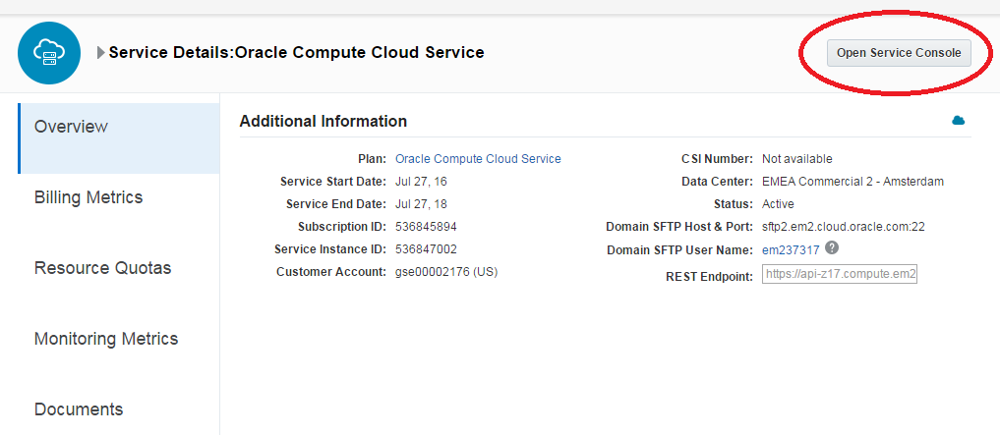 Service Details:Oracle Compute Cloud Service
Open Service Console
Overview
Billing Metrics
Resource Quotas
Monitoring Metrics
Documents
Additional Information
Plan: Oracle Compute Cloud Service
Service Start Date: Jul 27, 16
Service End Date: Jul 27, 18
Subscription ID: 536845894
Service Instance ID: 536847002
Customer Account: gse00002176 (US)
CSI Number: Not available
Data Center: EMEA Commercial 2 - Amsterdam
Status: Active
Domain SFTP Host & Port: sftp2.em2.cloud.oracle.com:22
Domain SFTP User Name: em237317 ?
REST Endpoint: https://api-z17.compute.em2